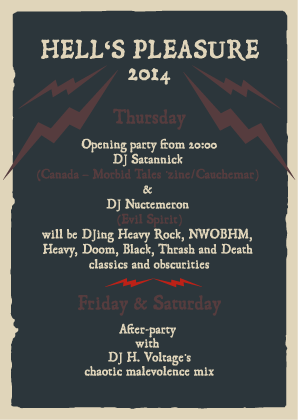 HELL'S PLEASURE
2014
Thursday
Opening party from 20:00
DJ Satannick
(Canada – Morbid Tales 'zine/Cauchemar)
&
DJ Nuctemeron
(Evil Spirit)
will be DJing Heavy Rock, NWOBHM,
Heavy, Doom, Black, Thrash and Death
classics and obscurities
Friday & Saturday
After-party
with
DJ H. Voltage's
chaotic malevolence mix